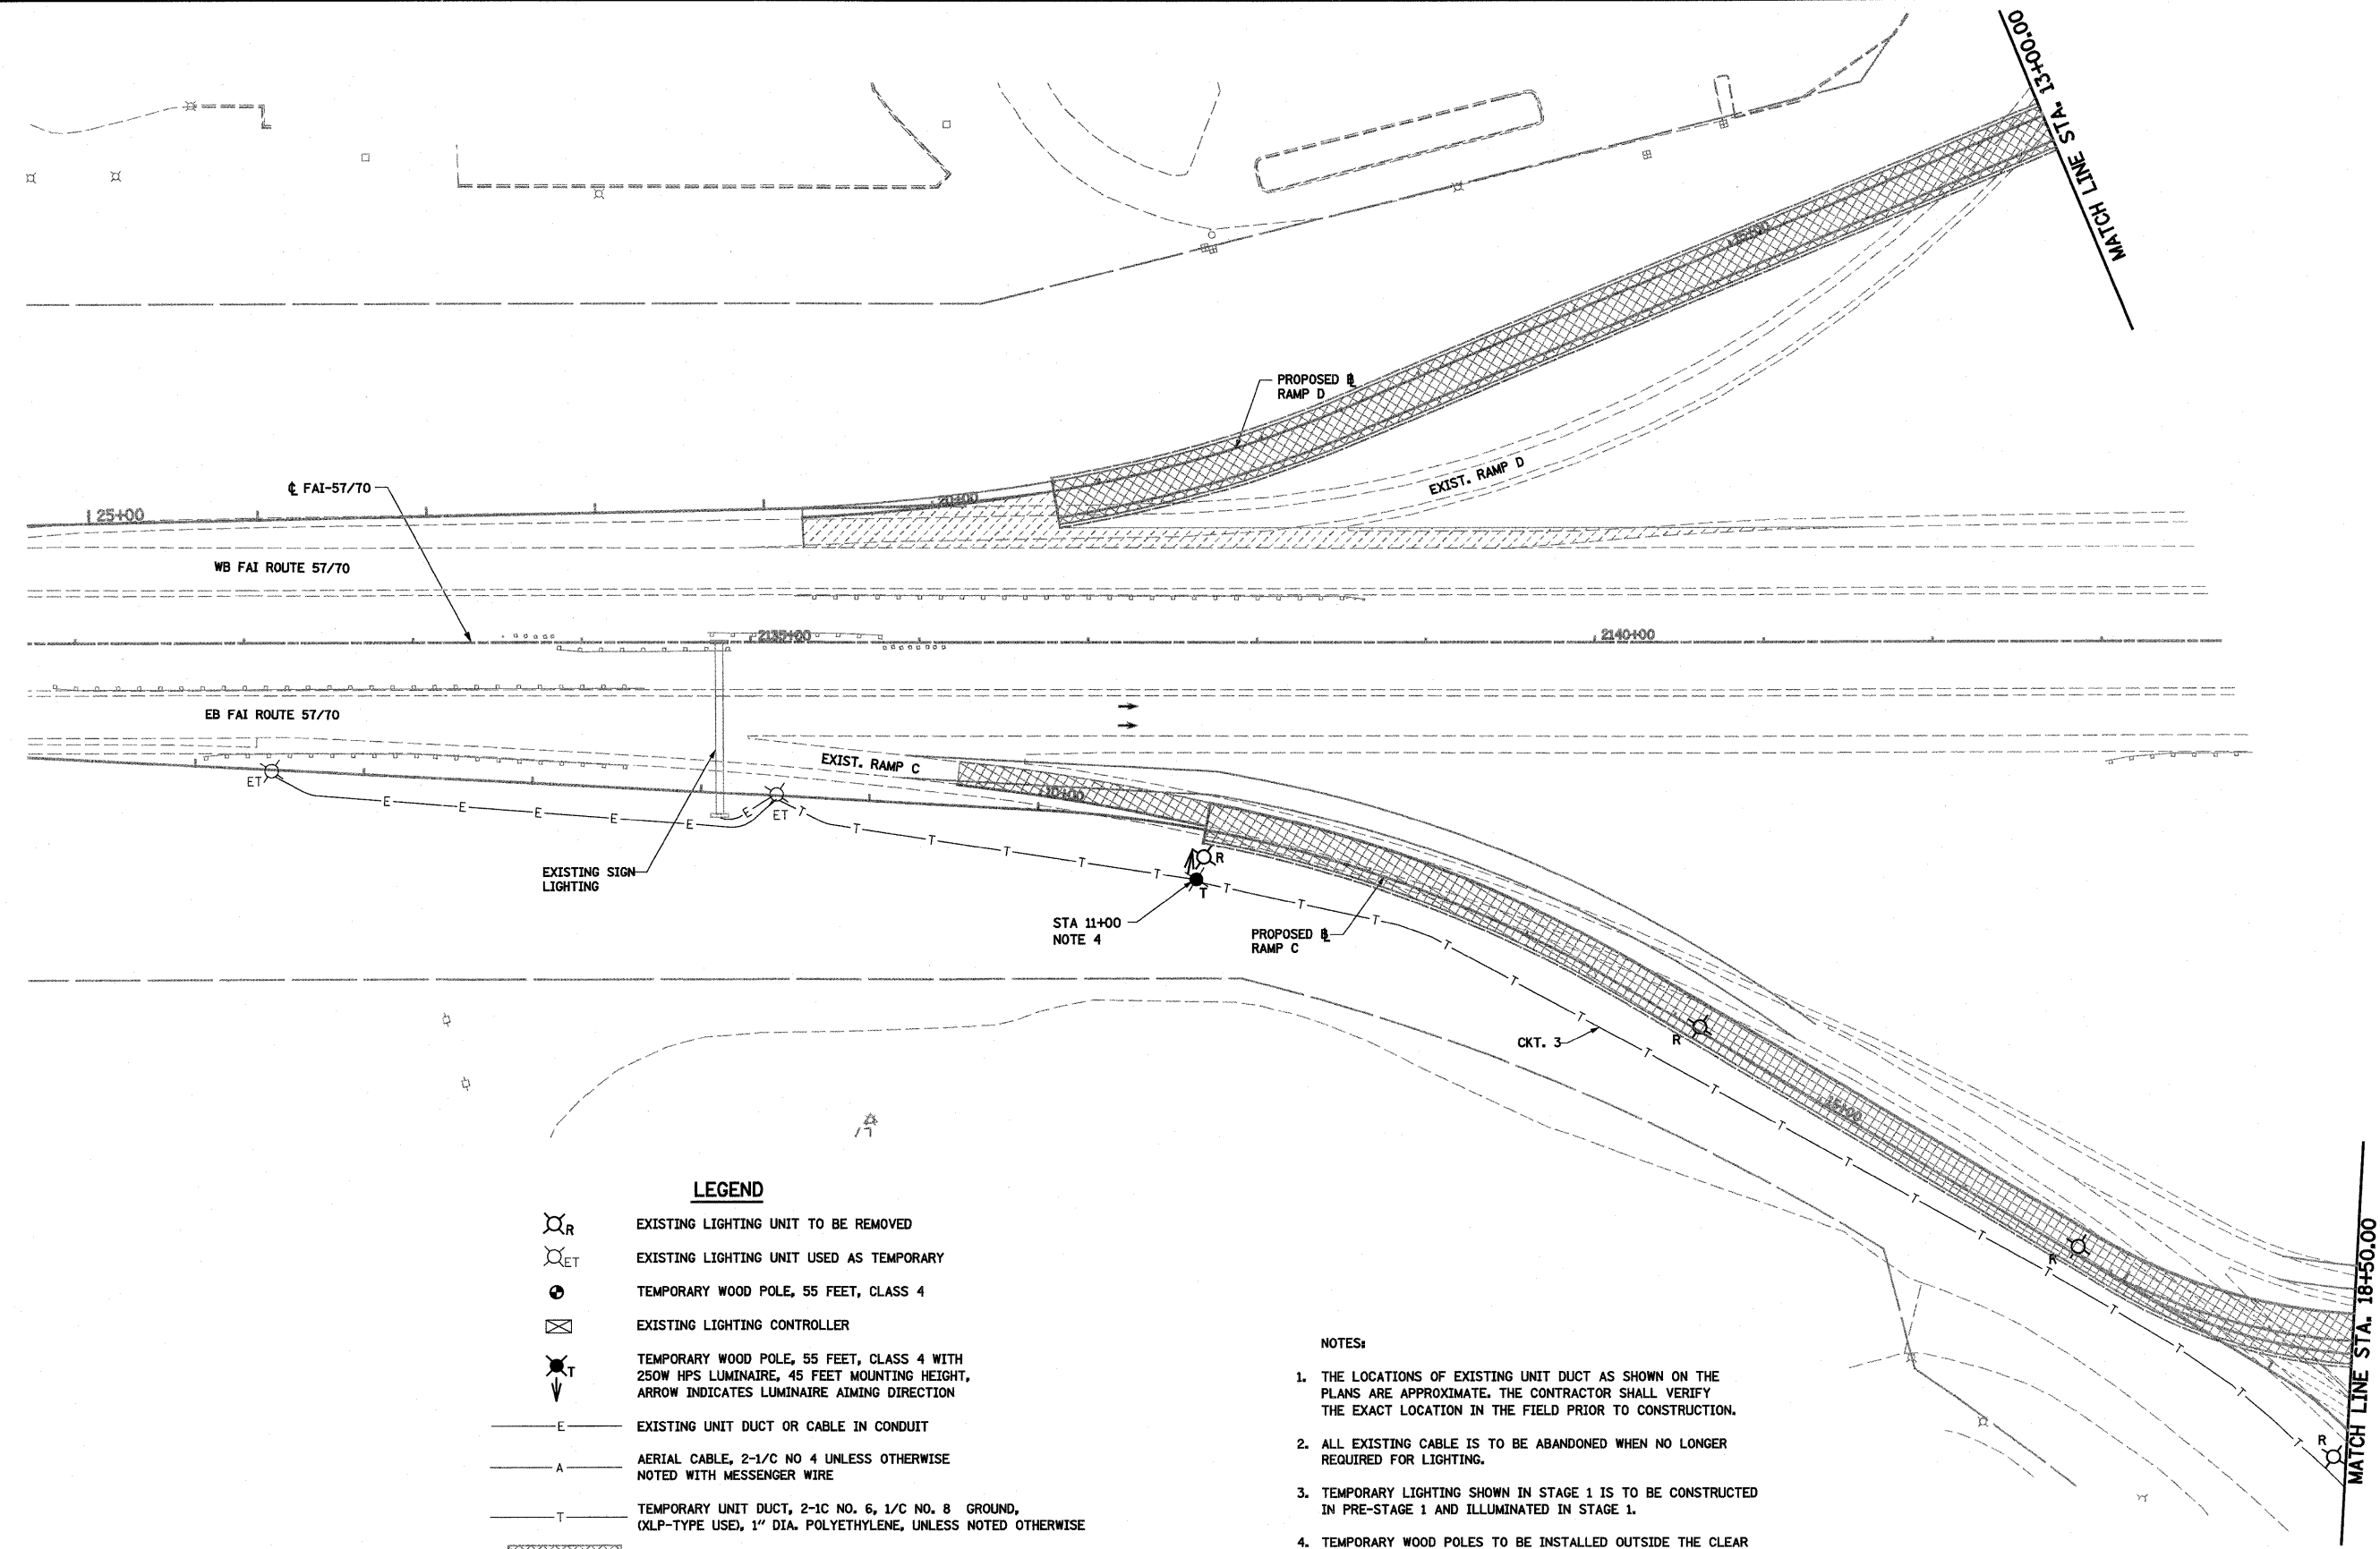 MATCH LINE STA. 13+00.00
15+00
PROPOSED ℄
RAMP D
EXIST. RAMP D
℄ FAI-57/70
25+00
20+00
WB FAI ROUTE 57/70
2135+00
2140+00
EB FAI ROUTE 57/70
EXIST. RAMP C
10+00
ET
E
E
E
E
E
E
ET
T
T
T
T
T
T
R
T
T
T
T
EXISTING SIGN
LIGHTING
STA 11+00
NOTE 4
PROPOSED ℄
RAMP C
T
T
T
CKT. 3
T
R
T
15+00
T
T
T
T
R
T
T
T
T
T
R
MATCH LINE STA. 18+50.00
LEGEND
R EXISTING LIGHTING UNIT TO BE REMOVED
ET EXISTING LIGHTING UNIT USED AS TEMPORARY
TEMPORARY WOOD POLE, 55 FEET, CLASS 4
EXISTING LIGHTING CONTROLLER
T TEMPORARY WOOD POLE, 55 FEET, CLASS 4 WITH
250W HPS LUMINAIRE, 45 FEET MOUNTING HEIGHT,
ARROW INDICATES LUMINAIRE AIMING DIRECTION
E EXISTING UNIT DUCT OR CABLE IN CONDUIT
A AERIAL CABLE, 2-1/C NO 4 UNLESS OTHERWISE
NOTED WITH MESSENGER WIRE
T TEMPORARY UNIT DUCT, 2-1C NO. 6, 1/C NO. 8 GROUND,
(XLP-TYPE USE), 1" DIA. POLYETHYLENE, UNLESS NOTED OTHERWISE
NOTES:
1. THE LOCATIONS OF EXISTING UNIT DUCT AS SHOWN ON THE
PLANS ARE APPROXIMATE. THE CONTRACTOR SHALL VERIFY
THE EXACT LOCATION IN THE FIELD PRIOR TO CONSTRUCTION.
2. ALL EXISTING CABLE IS TO BE ABANDONED WHEN NO LONGER
REQUIRED FOR LIGHTING.
3. TEMPORARY LIGHTING SHOWN IN STAGE 1 IS TO BE CONSTRUCTED
IN PRE-STAGE 1 AND ILLUMINATED IN STAGE 1.
4. TEMPORARY WOOD POLES TO BE INSTALLED OUTSIDE THE CLEAR